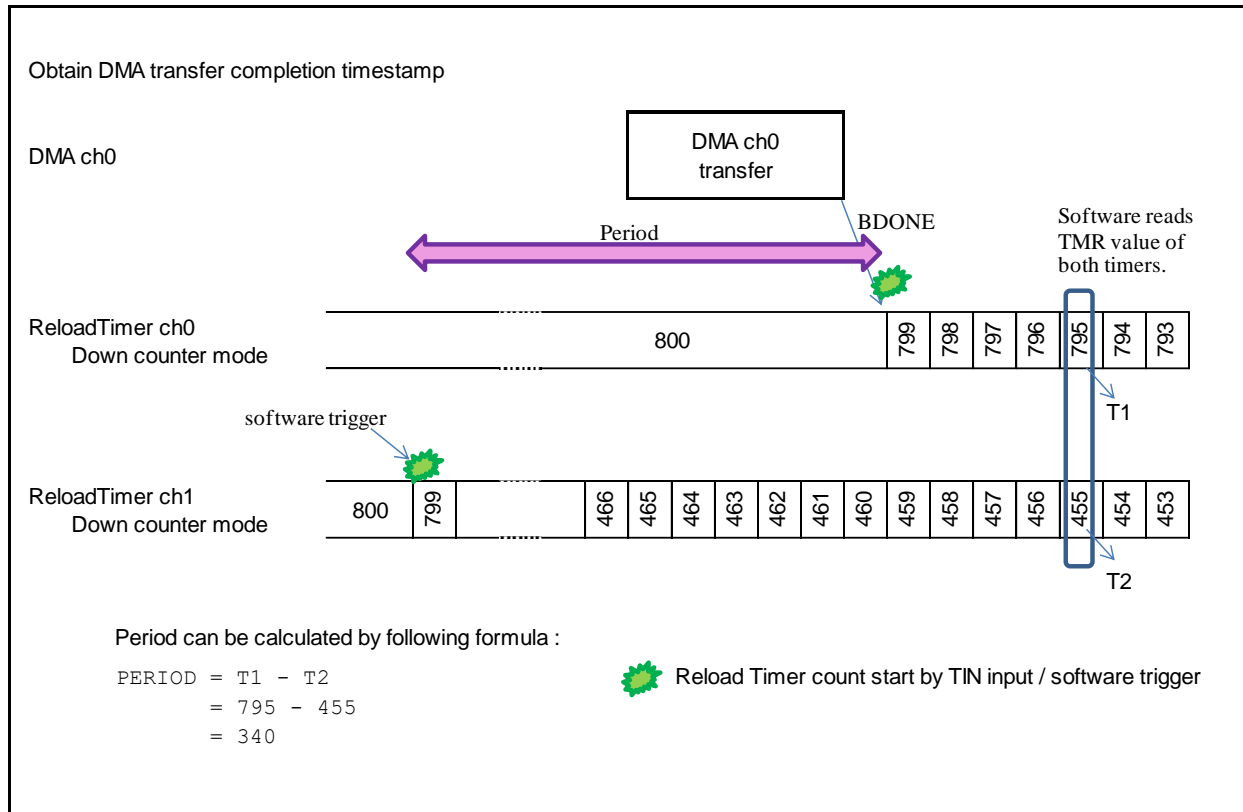 Obtain DMA transfer completion timestamp
DMA ch0
DMA ch0
transfer
BDONE
Period
Software reads
TMR value of
both timers.
ReloadTimer ch0
Down counter mode
800
799
798
797
796
795
794
793
T1
software trigger
ReloadTimer ch1
Down counter mode
800
799
466
465
464
463
462
461
460
459
458
457
456
455
454
453
T2
Period can be calculated by following formula :
PERIOD = T1 - T2
= 795 - 455
= 340
Reload Timer count start by TIN input / software trigger